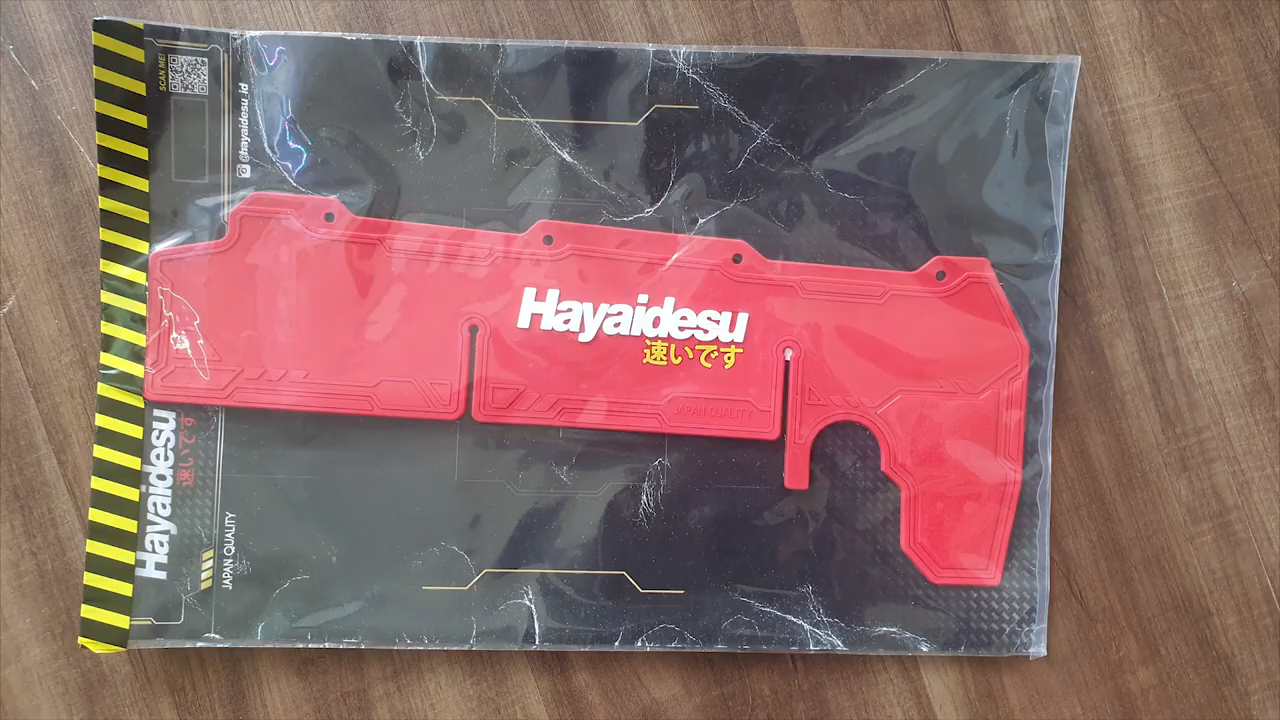 SCAN ME!
@hayaidesu_id
Hayaidesu
速いです
JAPAN QUALITY
Hayaidesu
速いです
JAPAN QUALITY